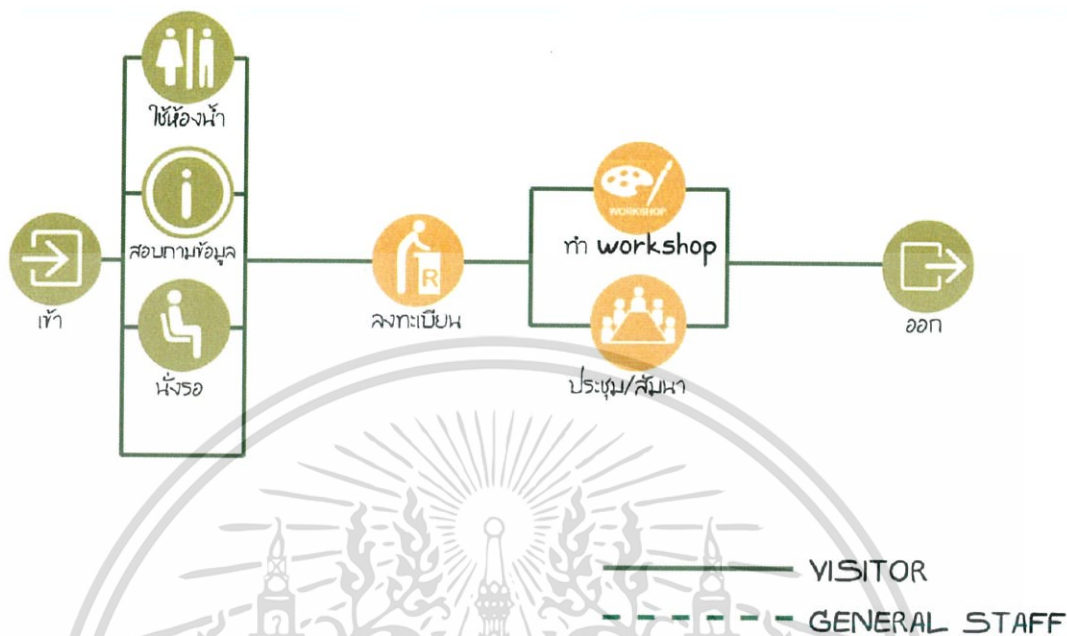 ใช้ห้องน้ำ
สอบถามข้อมูล
เข้า
นั่งรอ
R
ลงทะเบียน
WORKSHOP
ทำ workshop
ประชุม/สัมนา
ออก
VISITOR
GENERAL STAFF